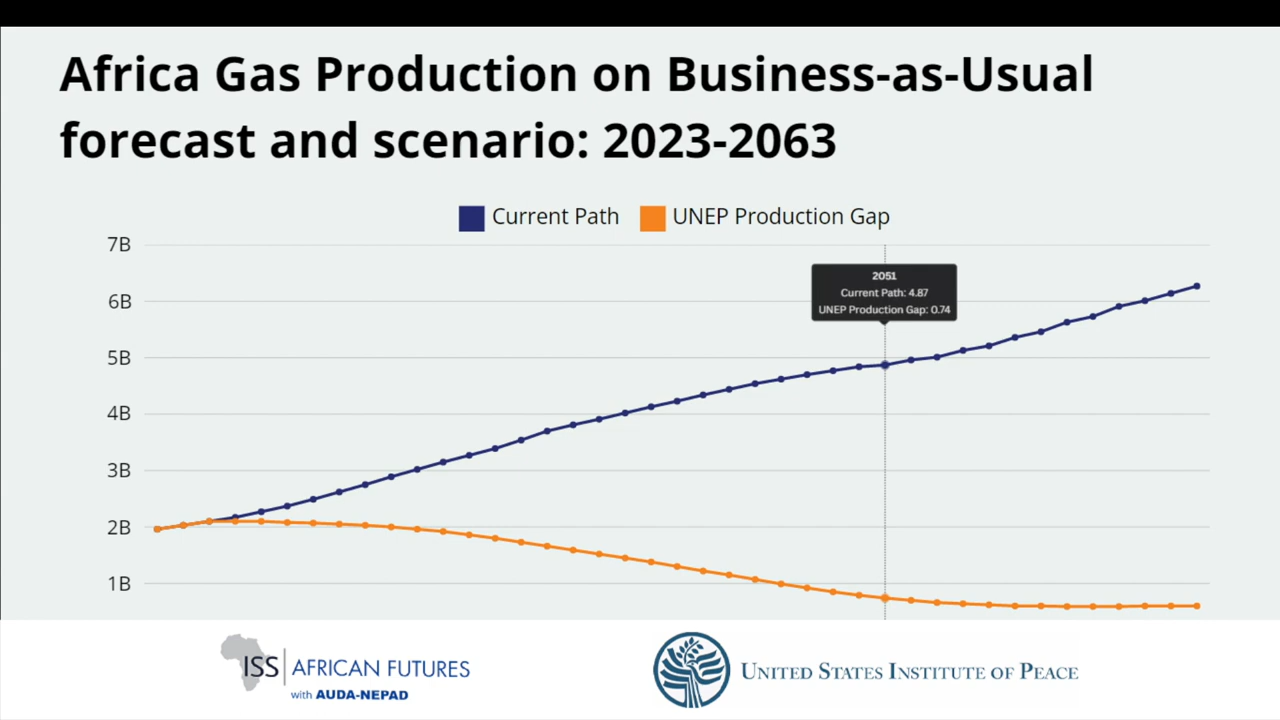 Africa Gas Production on Business-as-Usual
forecast and scenario: 2023-2063
Current Path
UNEP Production Gap
7B
2051
Current Path: 4.87
UNEP Production Gap: 0.74
6B
5B
4B
3B
2B
1B
ISS AFRICAN FUTURES
with AUDA-NEPAD
UNITED STATES INSTITUTE OF PEACE